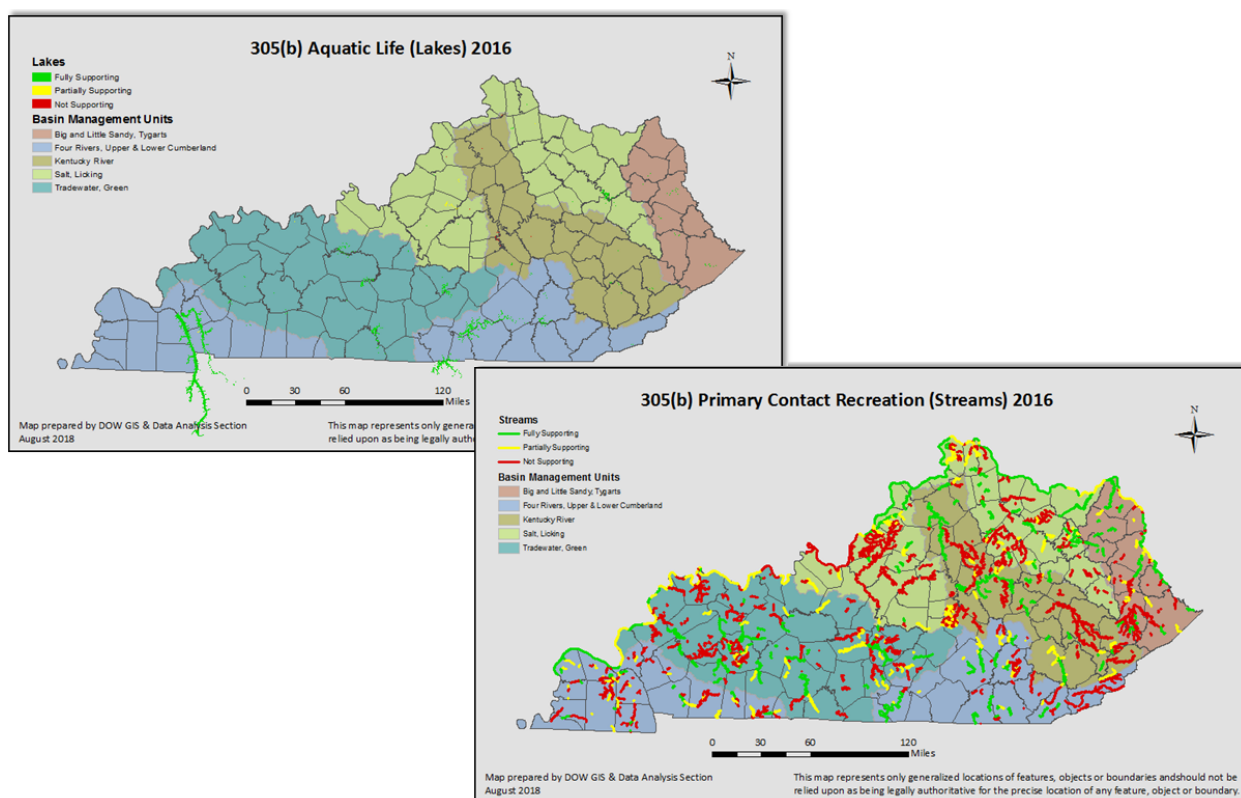 305(b) Aquatic Life (Lakes) 2016
N
Lakes
Fully Supporting
Partially Supporting
Not Supporting
Basin Management Units
Big and Little Sandy, Tygarts
Four Rivers, Upper & Lower Cumberland
Kentucky River
Salt, Licking
Tradewater, Green
0 30 60 120
Miles
Map prepared by DOW GIS & Data Analysis Section
August 2018
This map represents only gener
relied upon as being legally authorita
305(b) Primary Contact Recreation (Streams) 2016
N
Streams
Fully Supporting
Partially Supporting
Not Supporting
Basin Management Units
Big and Little Sandy, Tygarts
Four Rivers, Upper & Lower Cumberland
Kentucky River
Salt, Licking
Tradewater, Green
0 15 30 60 120
Miles
Map prepared by DOW GIS & Data Analysis Section
August 2018
This map represents only generalized locations of features, objects or boundaries andshould not be
relied upon as being legally authoritative for the precise location of any feature, object or boundary.